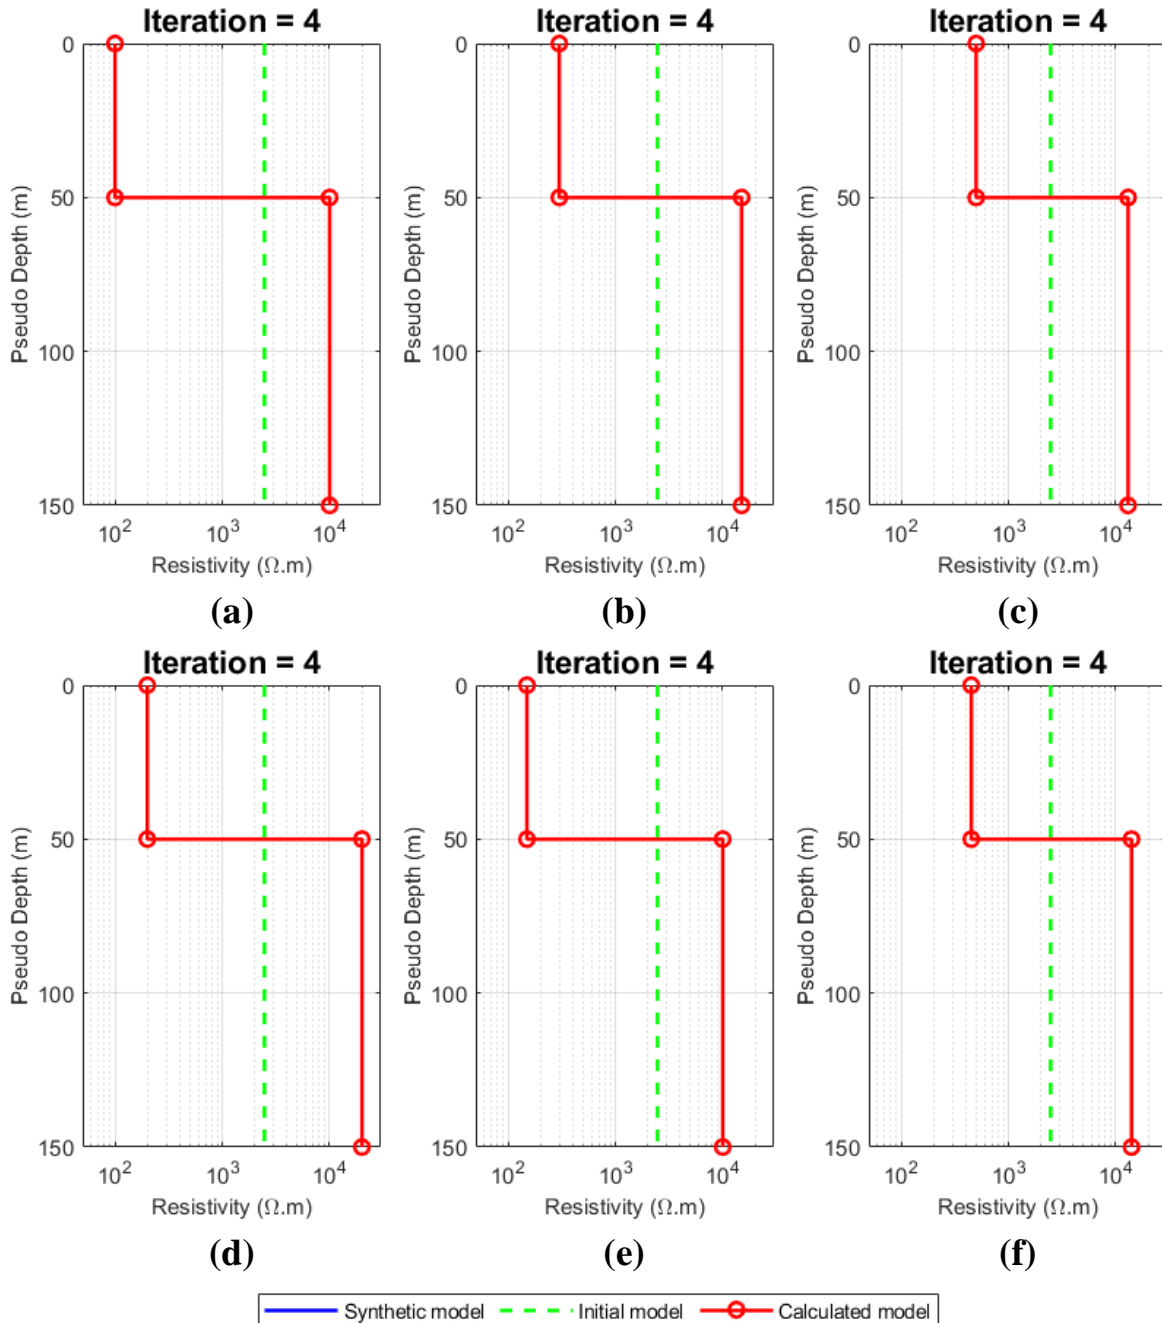 Iteration = 4
Iteration = 4
Iteration = 4
0
50
100
150
Pseudo Depth (m)
10²
10³
10⁴
Resistivity (Ω.m)
(a)
0
50
100
150
Pseudo Depth (m)
10²
10³
10⁴
Resistivity (Ω.m)
(b)
0
50
100
150
Pseudo Depth (m)
10²
10³
10⁴
Resistivity (Ω.m)
(c)
Iteration = 4
Iteration = 4
Iteration = 4
0
50
100
150
Pseudo Depth (m)
10²
10³
10⁴
Resistivity (Ω.m)
(d)
0
50
100
150
Pseudo Depth (m)
10²
10³
10⁴
Resistivity (Ω.m)
(e)
0
50
100
150
Pseudo Depth (m)
10²
10³
10⁴
Resistivity (Ω.m)
(f)
Synthetic model
Initial model
Calculated model